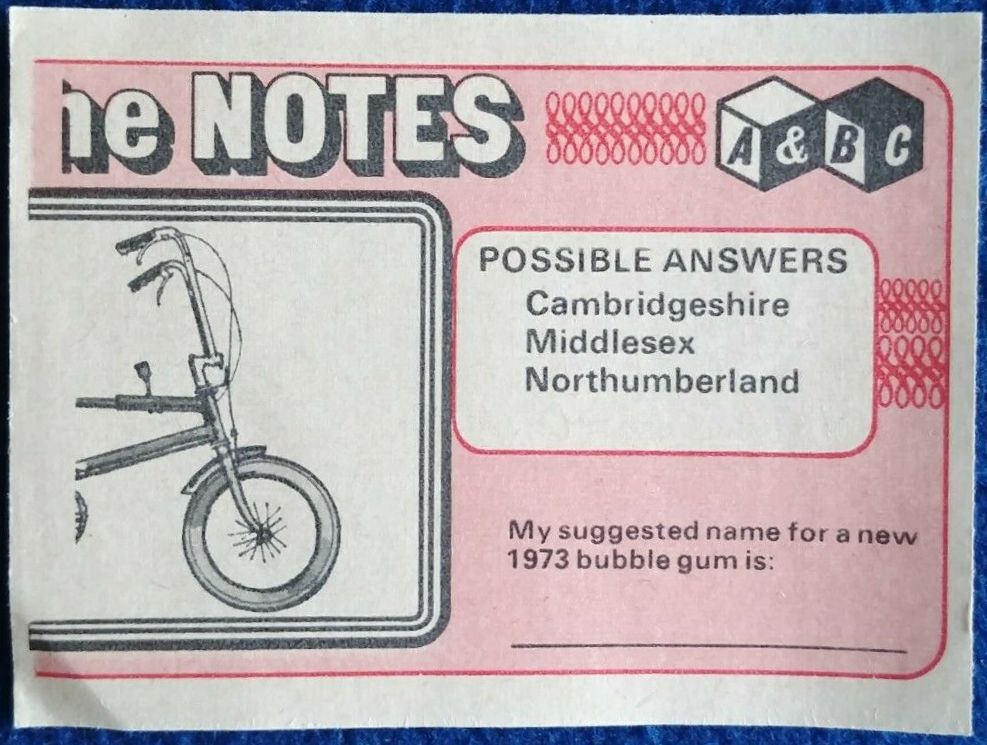 he NOTES
A & B C
POSSIBLE ANSWERS
Cambridgeshire
Middlesex
Northumberland
My suggested name for a new
1973 bubble gum is: